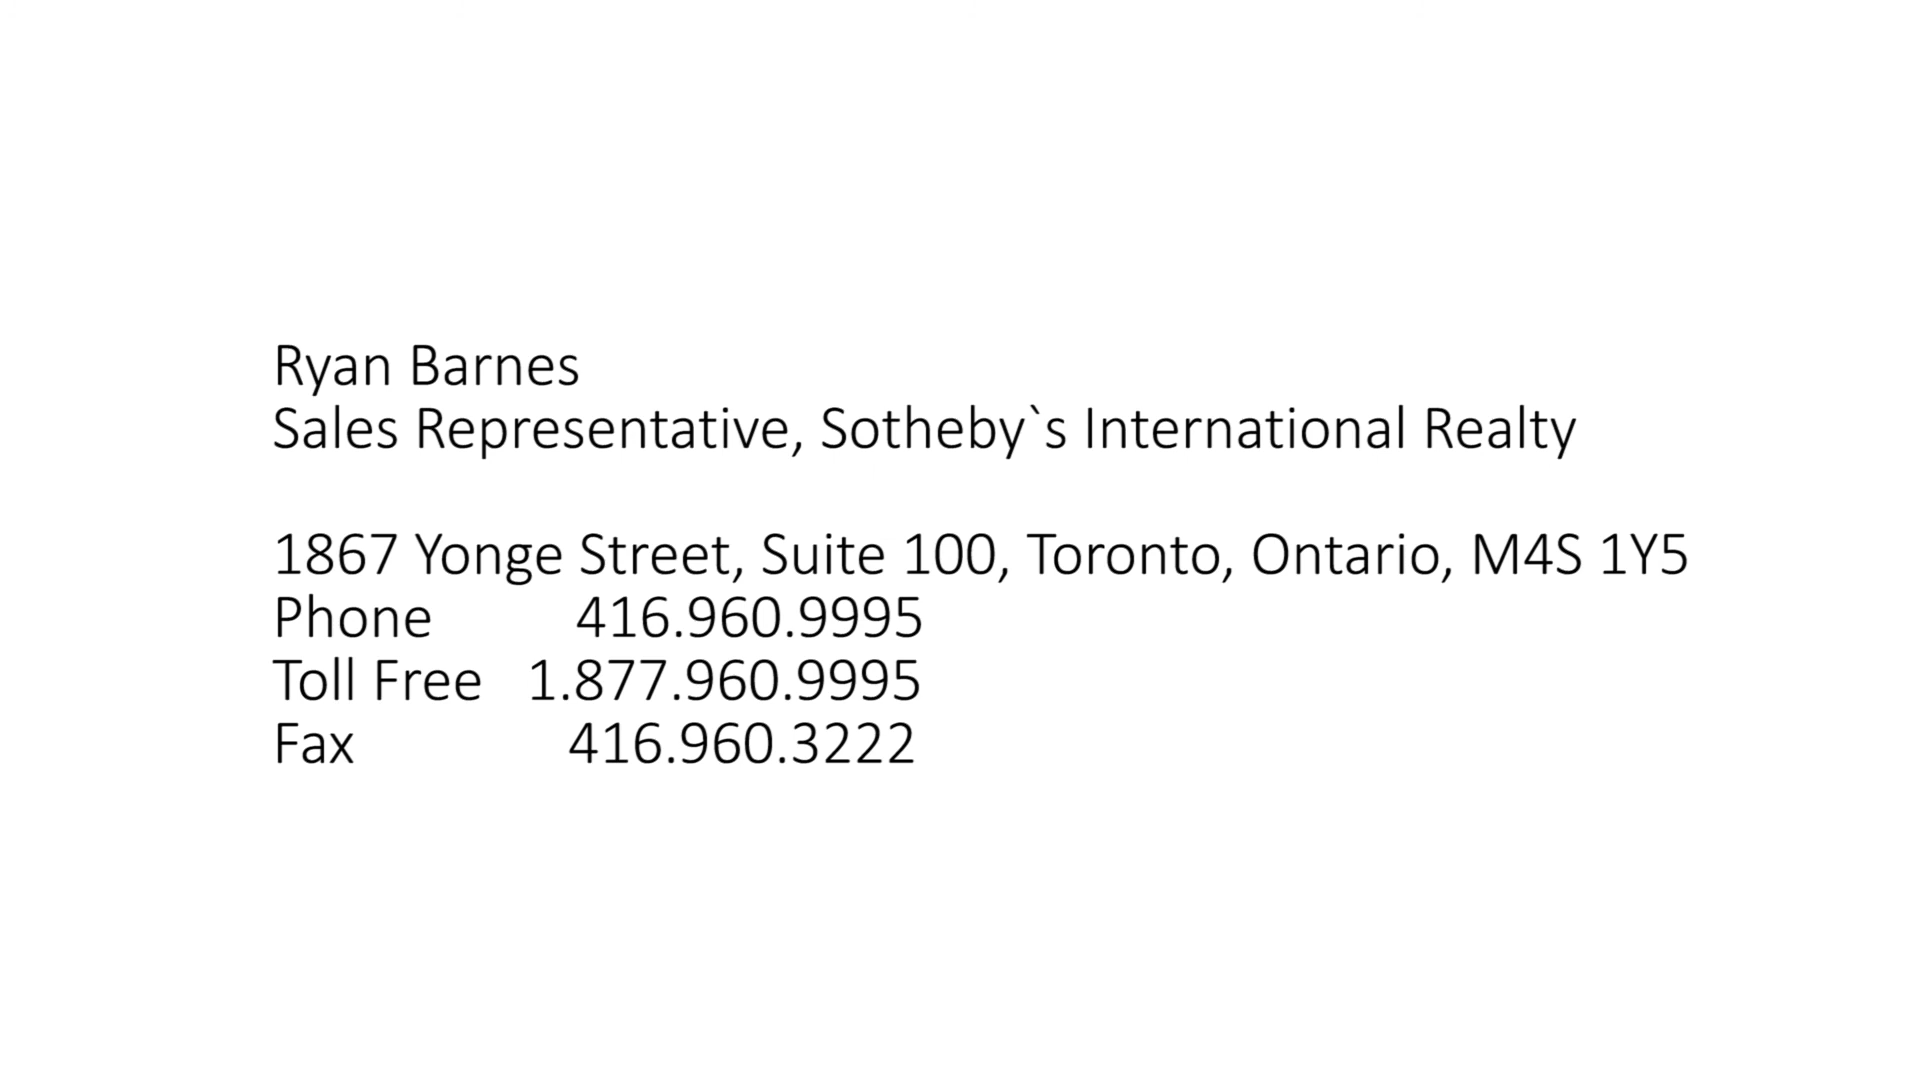 Ryan Barnes
Sales Representative, Sotheby`s International Realty
1867 Yonge Street, Suite 100, Toronto, Ontario, M4S 1Y5
Phone 416.960.9995
Toll Free 1.877.960.9995
Fax 416.960.3222